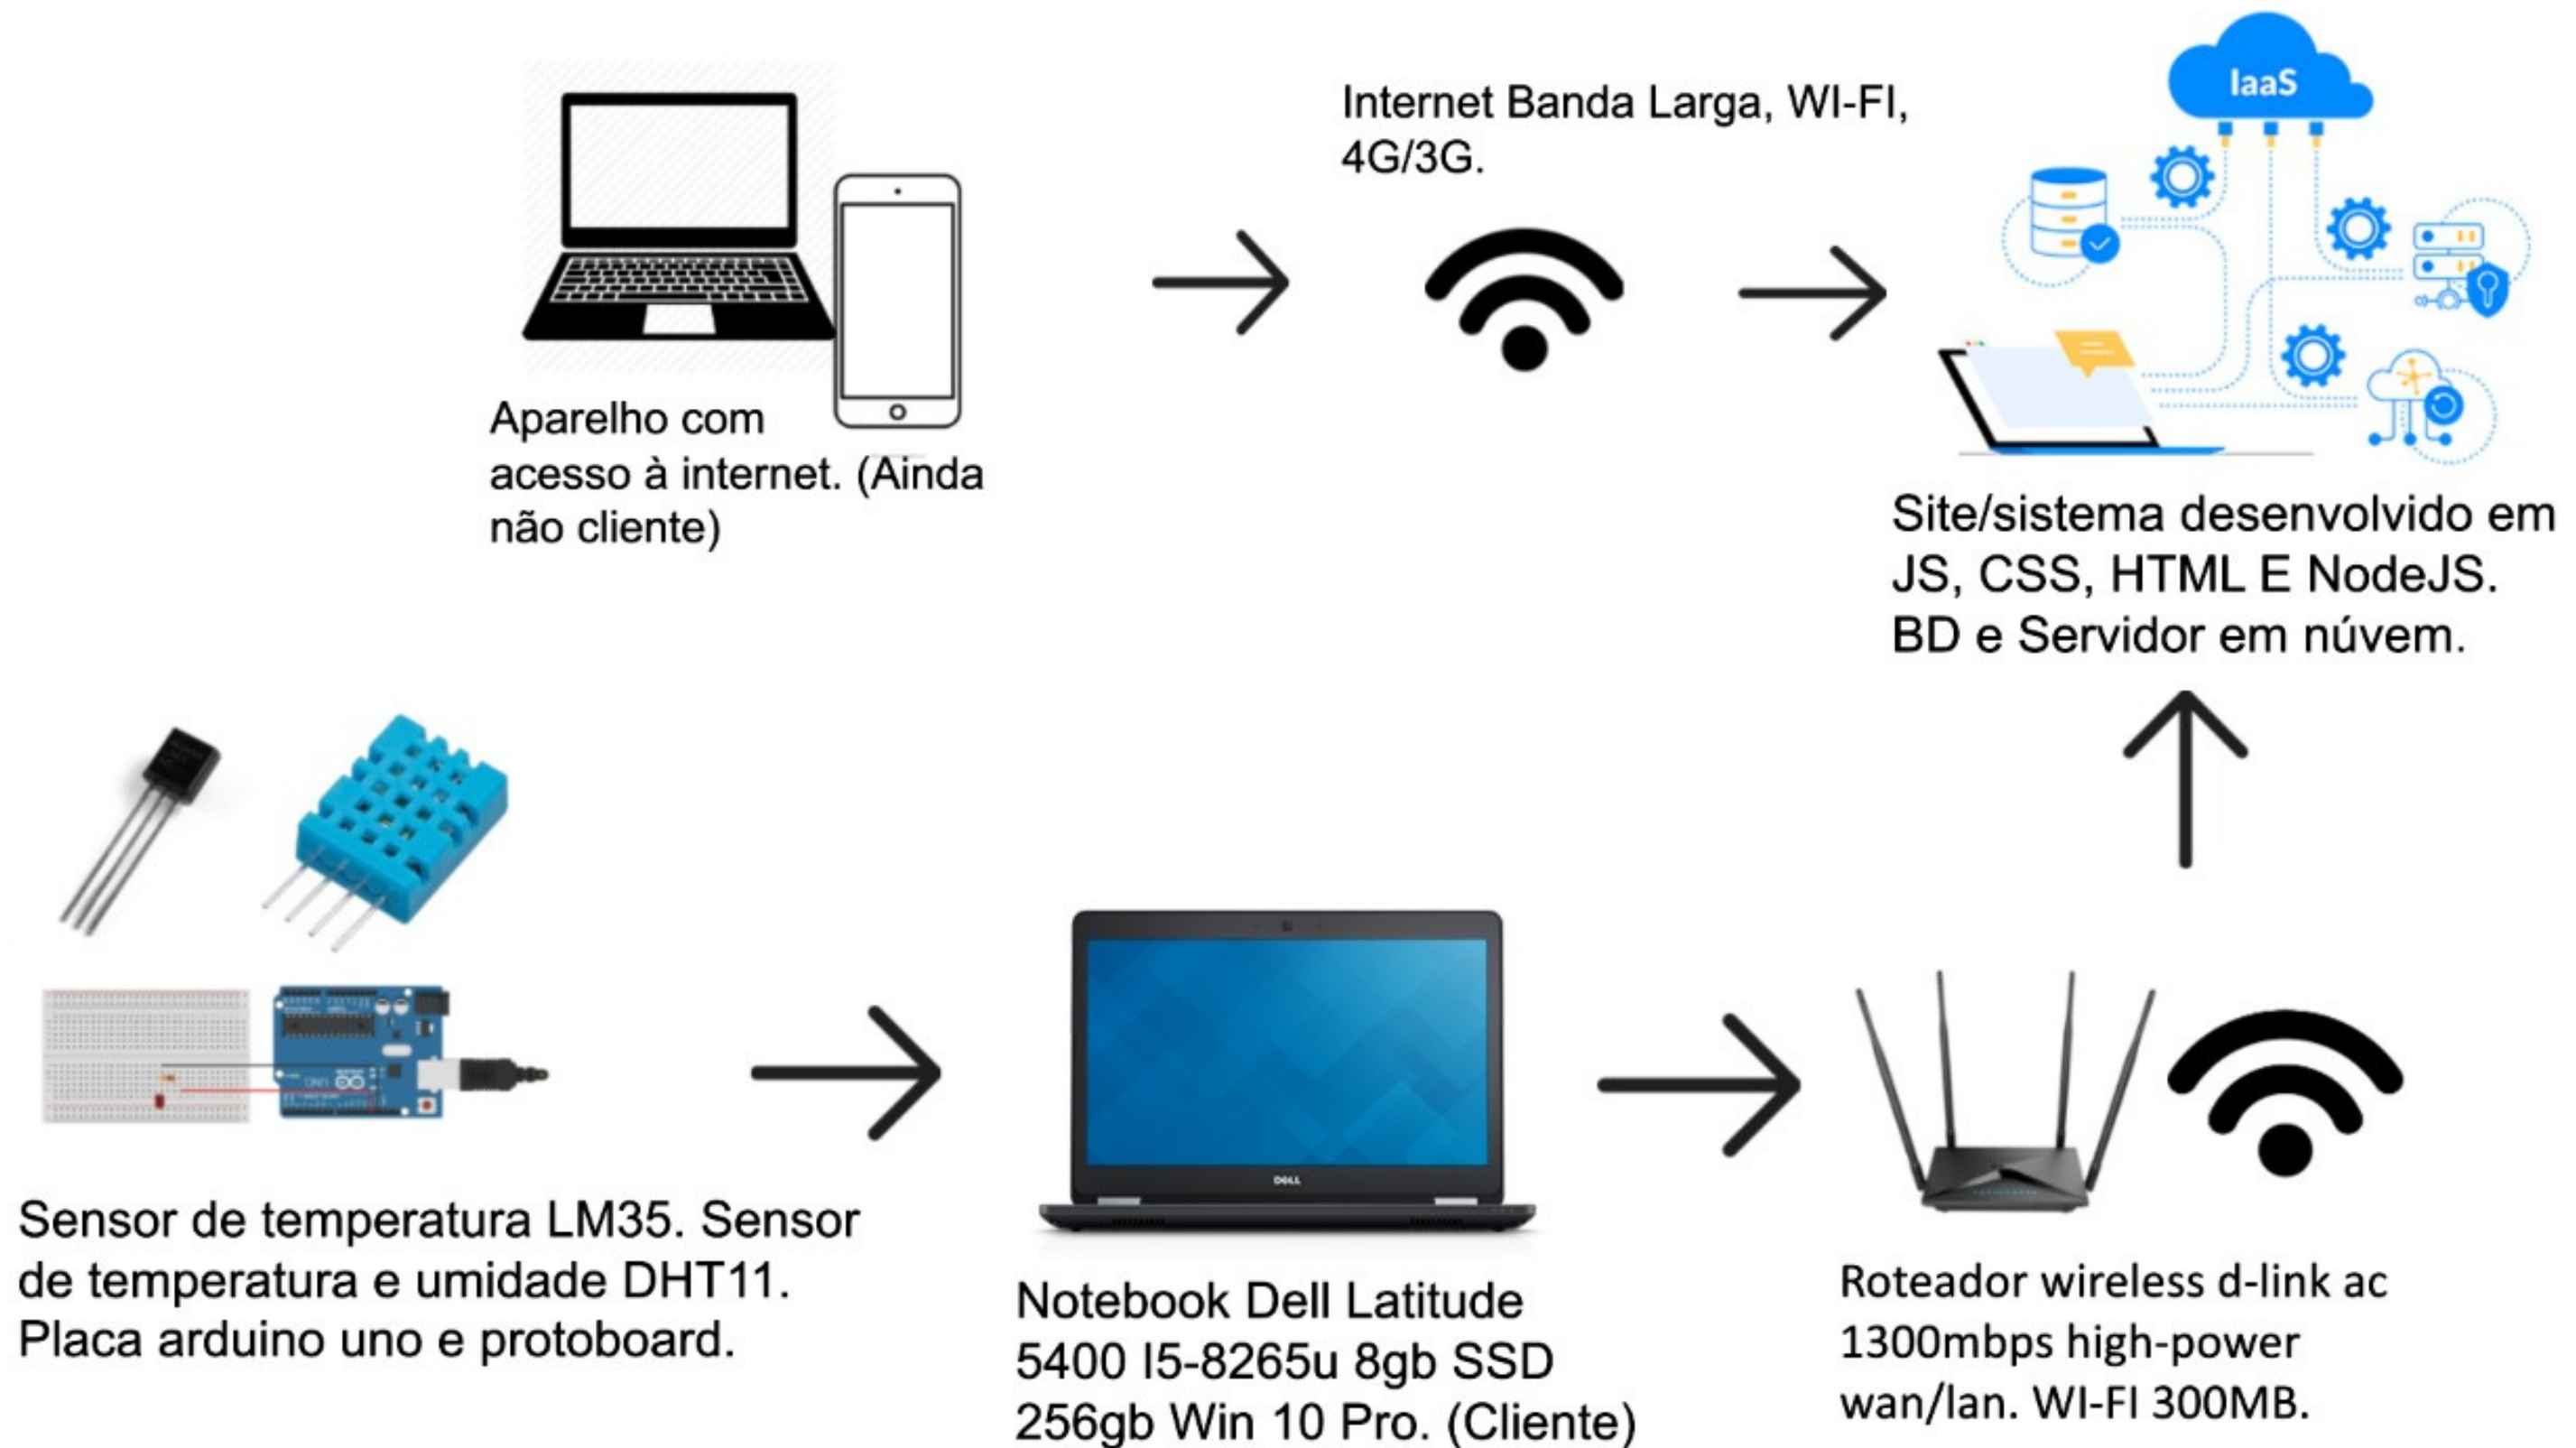 Internet Banda Larga, WI-FI,
4G/3G.
IaaS
Aparelho com
acesso à internet. (Ainda
não cliente)
Site/sistema desenvolvido em
JS, CSS, HTML E NodeJS.
BD e Servidor em núvem.
UNO
DELL
Sensor de temperatura LM35. Sensor
de temperatura e umidade DHT11.
Placa arduino uno e protoboard.
Notebook Dell Latitude
5400 I5-8265u 8gb SSD
256gb Win 10 Pro. (Cliente)
Roteador wireless d-link ac
1300mbps high-power
wan/lan. WI-FI 300MB.